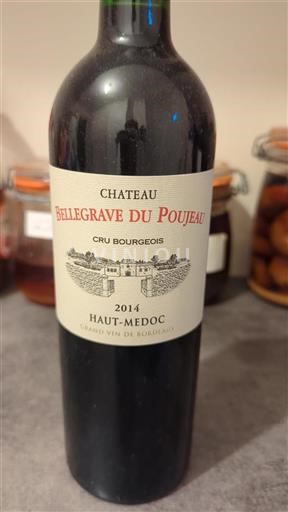 CHATEAU
BELLEGRAVE DU POUJEAU
CRU BOURGEOIS
2014
HAUT-MEDOC
GRAND VIN DE BORDEAUX